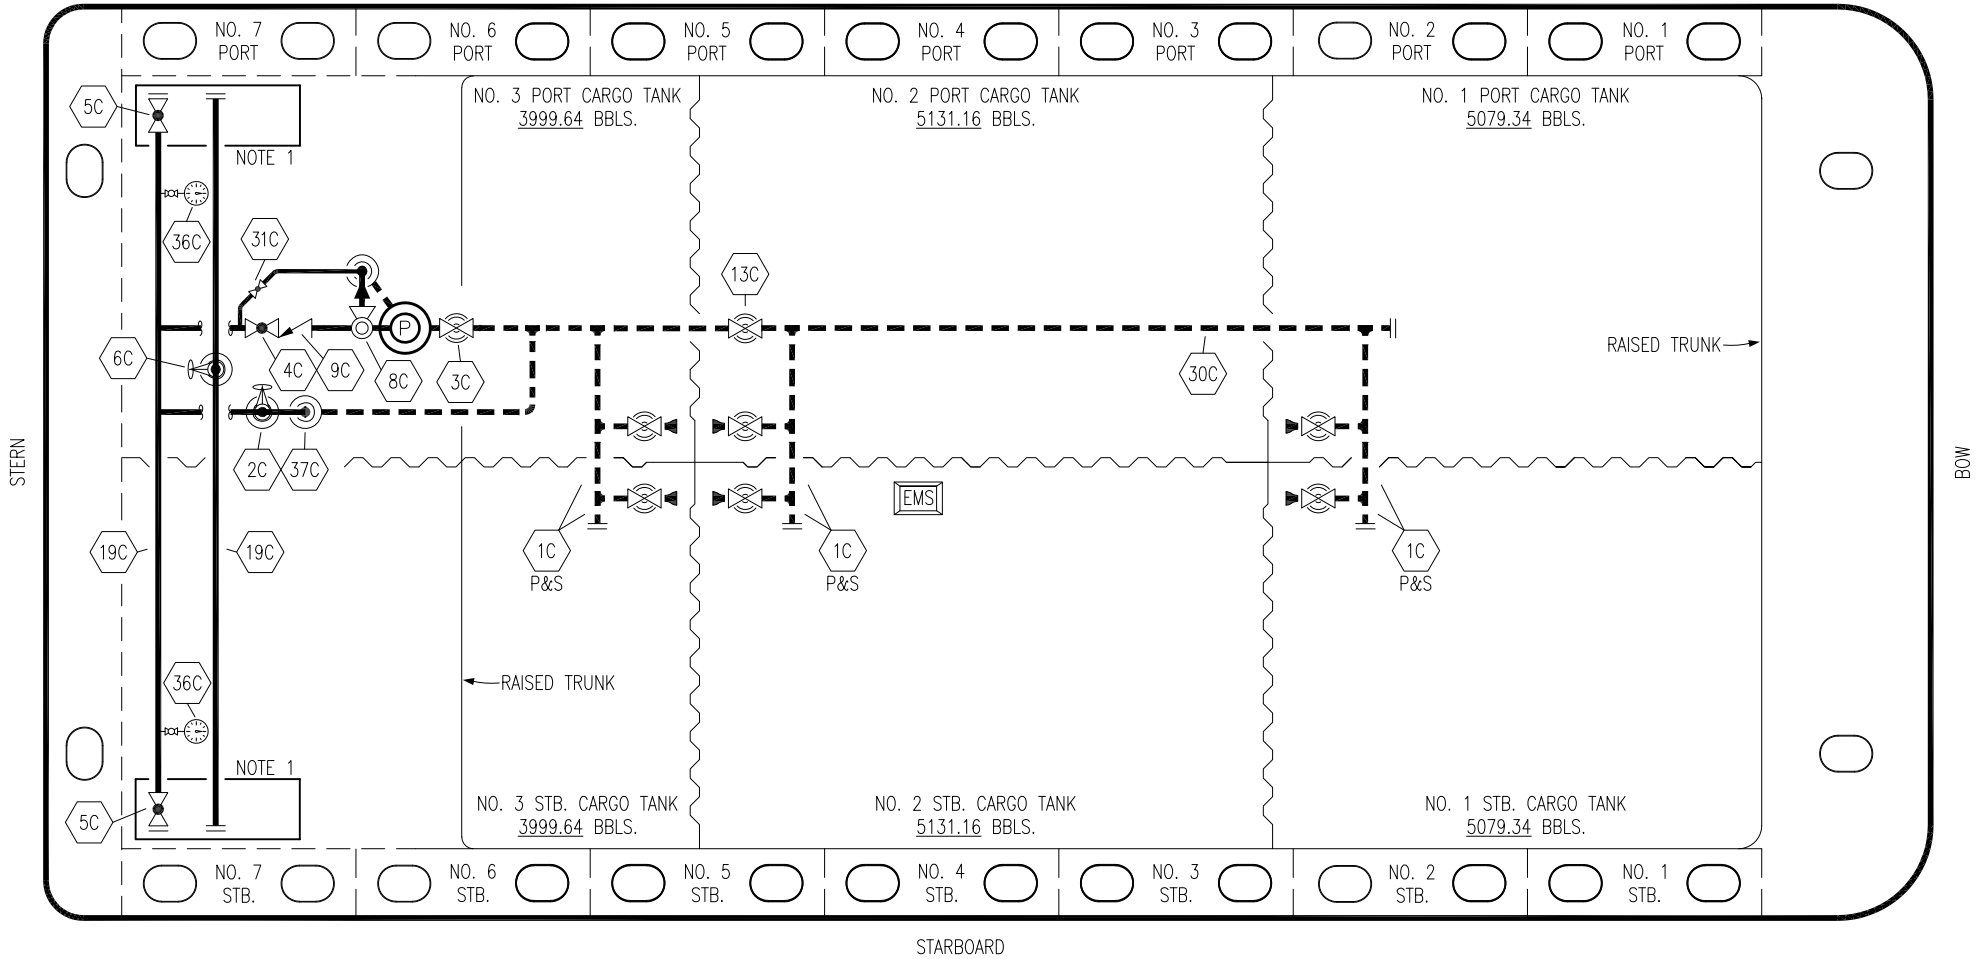 NO. 7
PORT
NO. 6
PORT
NO. 5
PORT
NO. 4
PORT
NO. 3
PORT
NO. 2
PORT
NO. 1
PORT
5C
NO. 3 PORT CARGO TANK
3999.64 BBLS.
NO. 2 PORT CARGO TANK
5131.16 BBLS.
NO. 1 PORT CARGO TANK
5079.34 BBLS.
NOTE 1
36C
31C
13C
6C
4C
9C
8C
P
3C
30C
RAISED TRUNK
2C
37C
STERN
BOW
EMS
19C
19C
1C
P&S
1C
P&S
1C
P&S
36C
RAISED TRUNK
NOTE 1
5C
NO. 3 STB. CARGO TANK
3999.64 BBLS.
NO. 2 STB. CARGO TANK
5131.16 BBLS.
NO. 1 STB. CARGO TANK
5079.34 BBLS.
NO. 7
STB.
NO. 6
STB.
NO. 5
STB.
NO. 4
STB.
NO. 3
STB.
NO. 2
STB.
NO. 1
STB.
STARBOARD